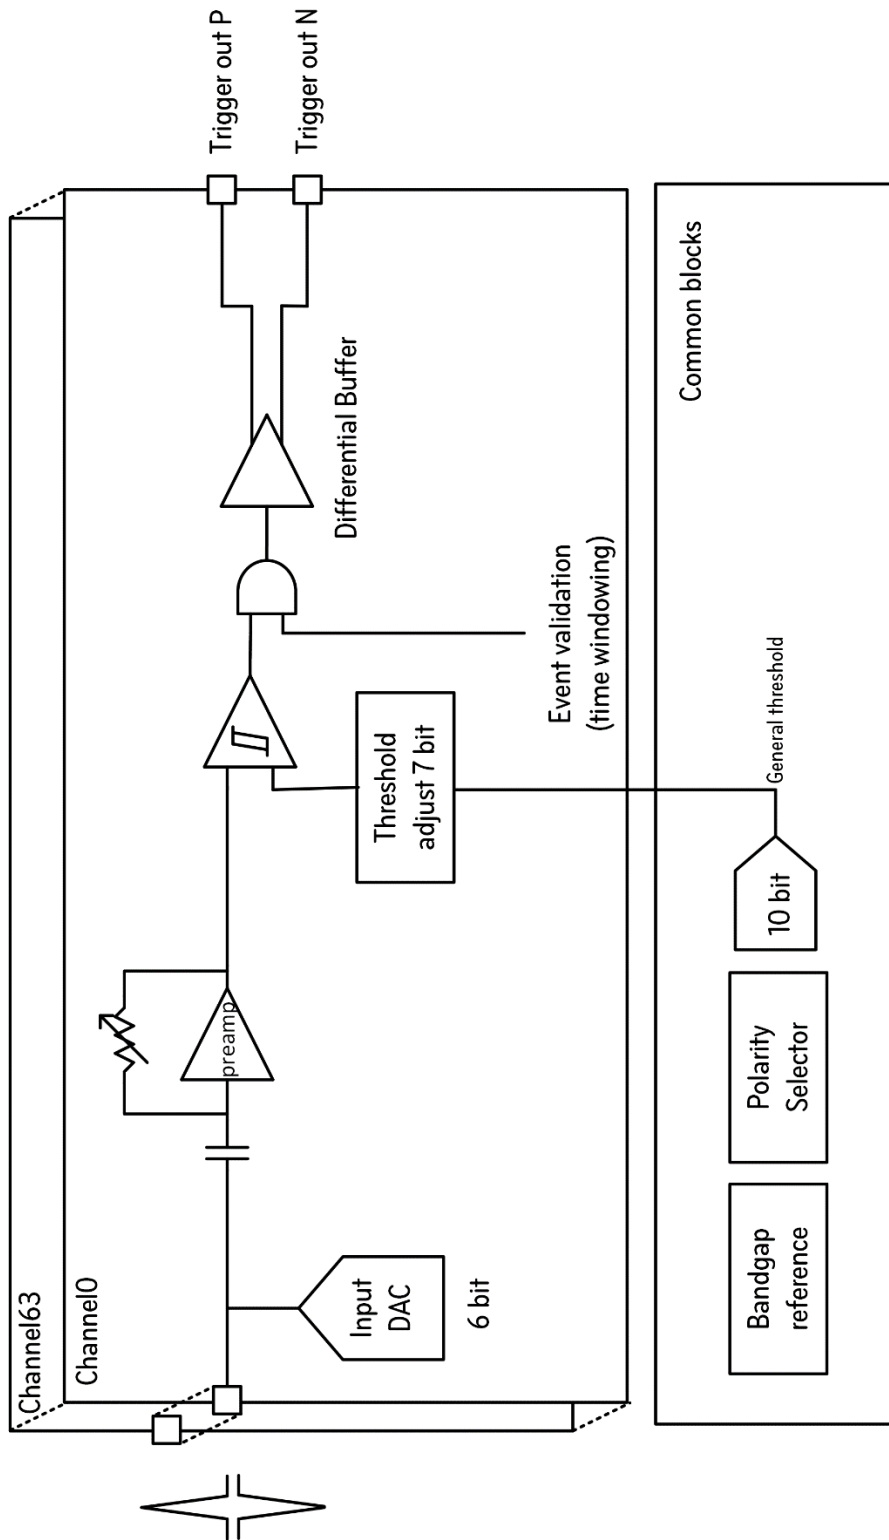 Channel63
Channel0
Input
DAC
6 bit
preamp
Threshold
adjust 7 bit
Event validation
(time windowing)
Differential Buffer
Trigger out P
Trigger out N
Common blocks
Bandgap
reference
Polarity
Selector
10 bit
General threshold